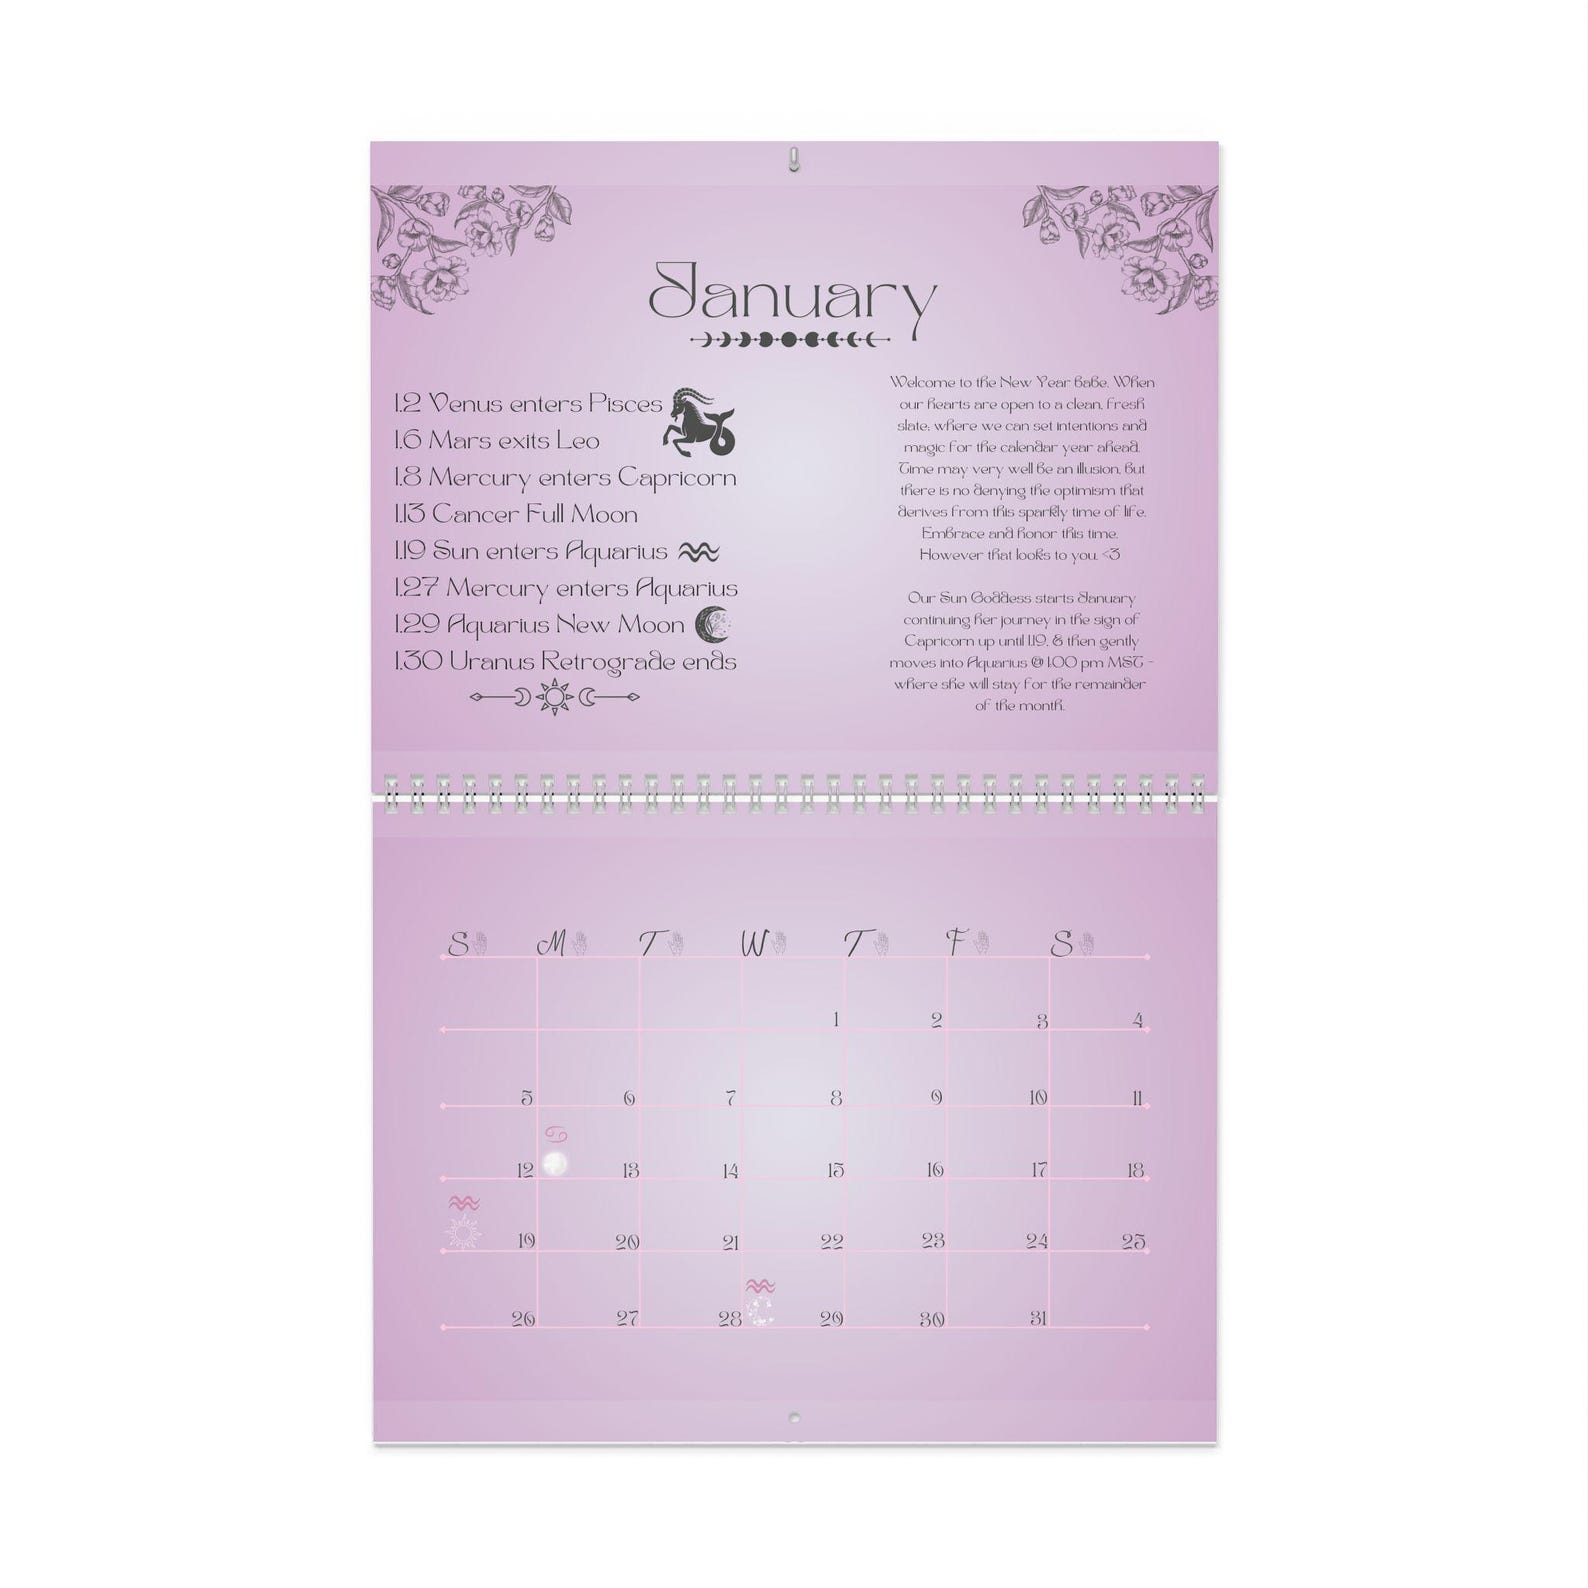 January
1.2 Venus enters Pisces
1.6 Mars exits Leo
1.8 Mercury enters Capricorn
1.13 Cancer Full Moon
1.19 Sun enters Aquarius
1.27 Mercury enters Aquarius
1.29 Aquarius New Moon
1.30 Uranus Retrograde ends
Welcome to the New Year babe. When
our hearts are open to a clean, fresh
slate; where we can set intentions and
magic for the calendar year ahead.
Time may very well be an illusion, but
there is no denying the optimism that
derives from this sparkly time of life.
Embrace and honor this time.
However that looks to you. <3
Our Sun Goddess starts January
continuing her journey in the sign of
Capricorn up until 1.19, & then gently
moves into Aquarius @ 1:00 pm MST -
where she will stay for the remainder
of the month.
S M T W T F S
1 2 3 4
5 6 7 8 9 10 11
12 13 14 15 16 17 18
19 20 21 22 23 24 25
26 27 28 29 30 31